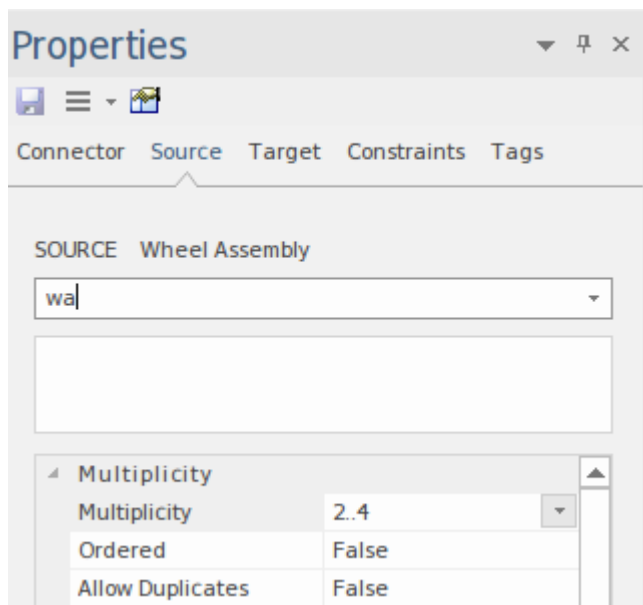 Properties
Connector Source Target Constraints Tags
SOURCE Wheel Assembly
wa
Multiplicity
Multiplicity 2..4
Ordered False
Allow Duplicates False